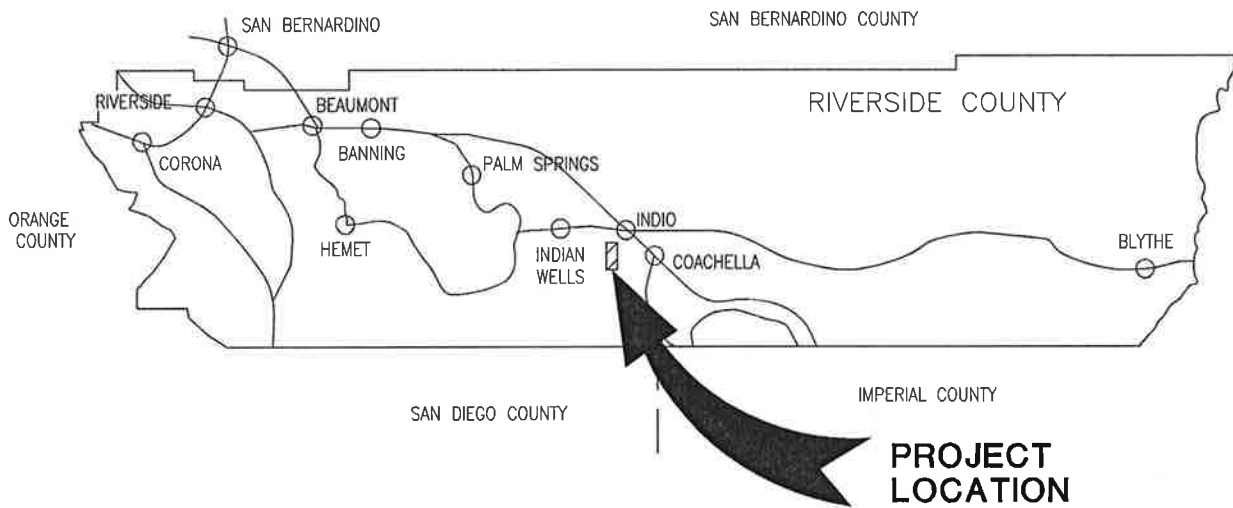 SAN BERNARDINO
SAN BERNARDINO COUNTY
RIVERSIDE
BEAUMONT
RIVERSIDE COUNTY
CORONA
BANNING
PALM SPRINGS
ORANGE
COUNTY
HEMET
INDIAN
WELLS
INDIO
COACHELLA
BLYTHE
SAN DIEGO COUNTY
IMPERIAL COUNTY
PROJECT
LOCATION